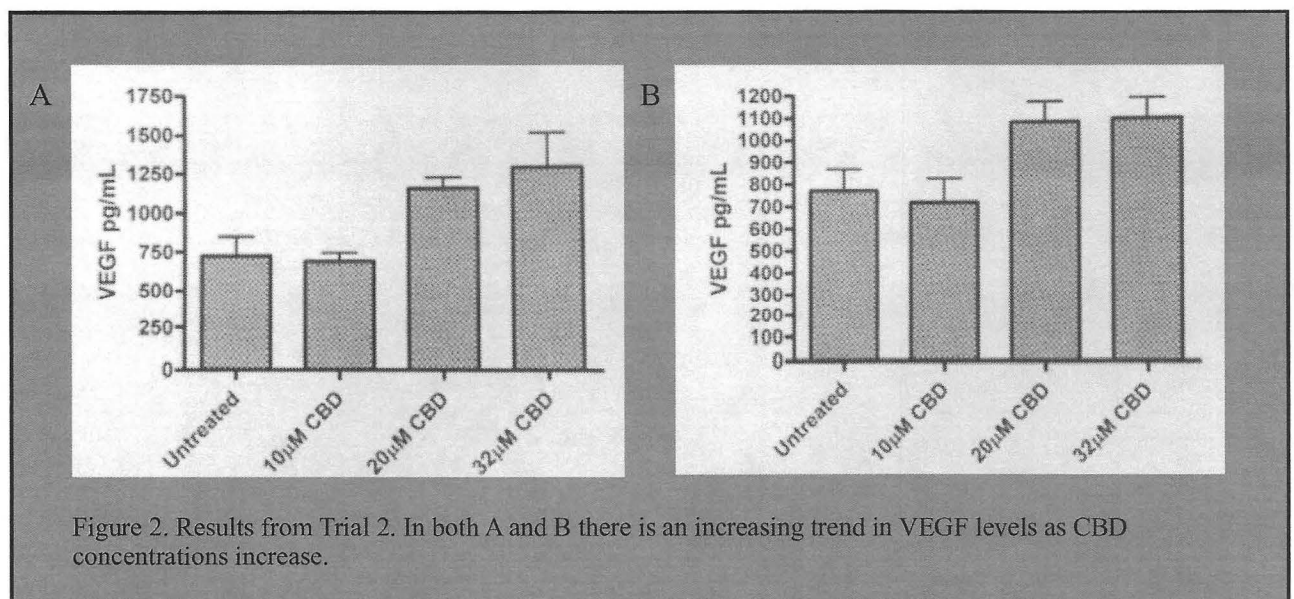 A
VEGF pg/mL
1750
1500
1250
1000
750
500
250
0
Untreated
10µM CBD
20µM CBD
32µM CBD
B
VEGF pg/mL
1200
1100
1000
900
800
700
600
500
400
300
200
100
0
Untreated
10µM CBD
20µM CBD
32µM CBD
Figure 2. Results from Trial 2. In both A and B there is an increasing trend in VEGF levels as CBD
concentrations increase.